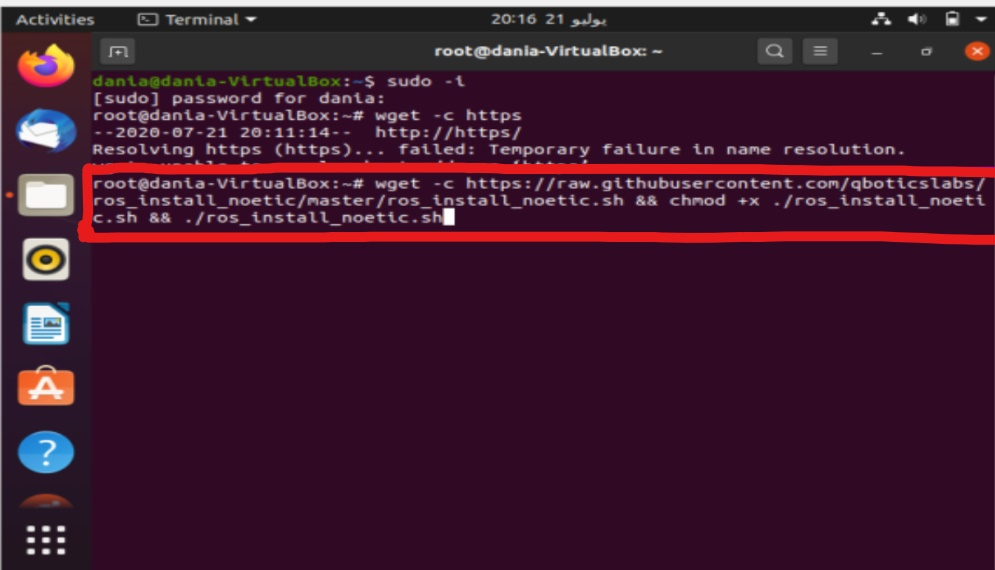 Activities Terminal 20:16 21 يوليو
root@dania-VirtualBox: ~
dania@dania-VirtualBox:~$ sudo -i
[sudo] password for dania:
root@dania-VirtualBox:~# wget -c https
--2020-07-21 20:11:14-- http://https/
Resolving https (https)... failed: Temporary failure in name resolution.
root@dania-VirtualBox:~# wget -c https://raw.githubusercontent.com/qboticslabs/
ros_install_noetic/master/ros_install_noetic.sh && chmod +x ./ros_install_noeti
c.sh && ./ros_install_noetic.sh